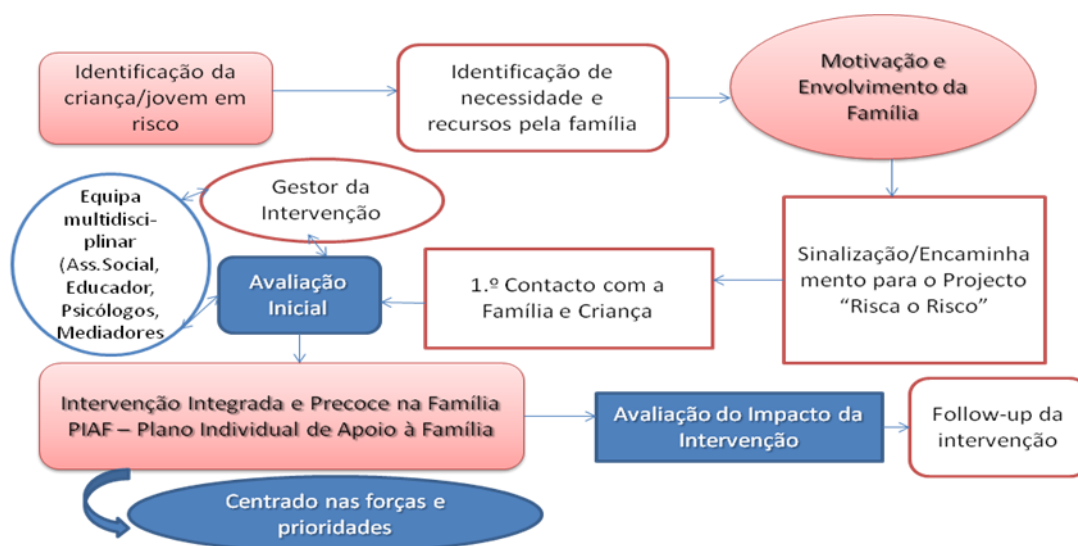 Identificação da
criança/jovem em
risco
Identificação de
necessidade e
recursos pela família
Motivação e
Envolvimento da
Família
Equipa
multidisci-
plinar
(Ass.Social,
Educador,
Psicólogos,
Mediadores
Gestor da
Intervenção
Avaliação
Inicial
1.º Contacto com a
Família e Criança
Sinalização/Encaminha
mento para o Projecto
“Risca o Risco”
Intervenção Integrada e Precoce na Família
PIAF – Plano Individual de Apoio à Família
Avaliação do Impacto da
Intervenção
Follow-up da
intervenção
Centrado nas forças e
prioridades